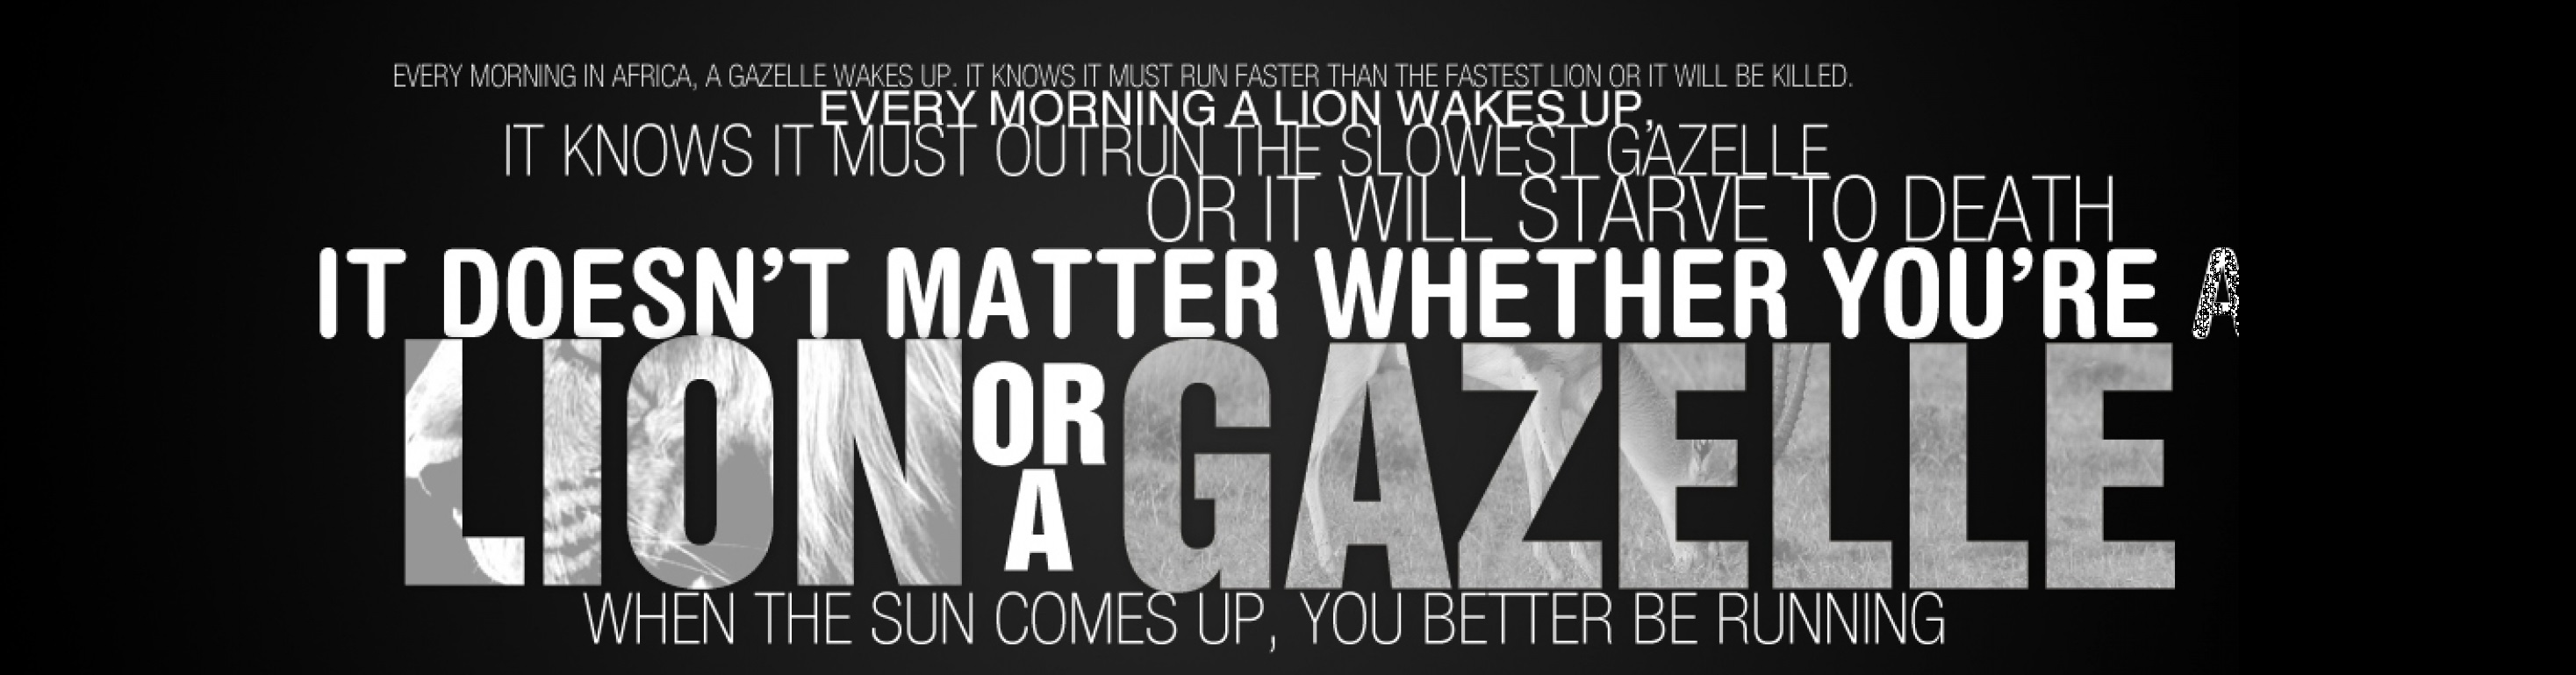 EVERY MORNING IN AFRICA, A GAZELLE WAKES UP. IT KNOWS IT MUST RUN FASTER THAN THE FASTEST LION OR IT WILL BE KILLED.
EVERY MORNING A LION WAKES UP,
IT KNOWS IT MUST OUTRUN THE SLOWEST GAZELLE
OR IT WILL STARVE TO DEATH
IT DOESN'T MATTER WHETHER YOU'RE A
LION OR A GAZELLE
WHEN THE SUN COMES UP, YOU BETTER BE RUNNING